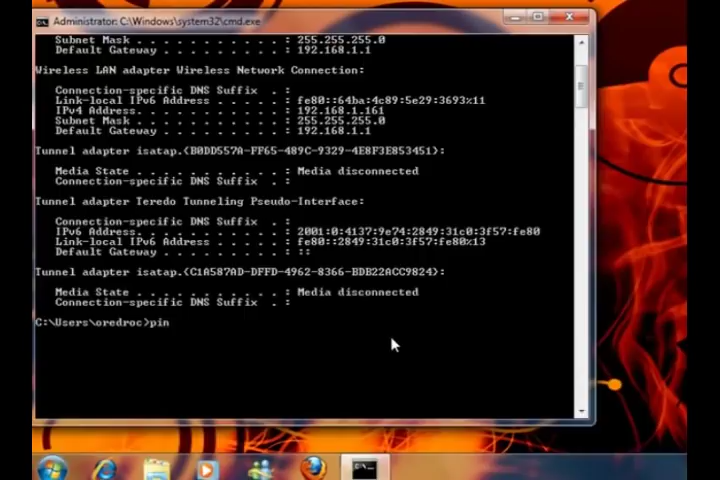 Administrator: C:\Windows\system32\cmd.exe
Subnet Mask . . . . . . . . . . . : 255.255.255.0
Default Gateway . . . . . . . . . : 192.168.1.1
Wireless LAN adapter Wireless Network Connection:
Connection-specific DNS Suffix  . :
Link-local IPv6 Address . . . . . : fe80::64ba:4c89:5e29:3693%11
IPv4 Address. . . . . . . . . . . : 192.168.1.161
Subnet Mask . . . . . . . . . . . : 255.255.255.0
Default Gateway . . . . . . . . . : 192.168.1.1
Tunnel adapter isatap.{B0DD557A-FF65-489C-9329-4E8F3E853451}:
Media State . . . . . . . . . . . : Media disconnected
Connection-specific DNS Suffix  . :
Tunnel adapter Teredo Tunneling Pseudo-Interface:
Connection-specific DNS Suffix  . :
IPv6 Address. . . . . . . . . . . : 2001:0:4137:9e74:2849:31c0:3f57:fe80
Link-local IPv6 Address . . . . . : fe80::2849:31c0:3f57:fe80%13
Default Gateway . . . . . . . . . : ::
Tunnel adapter isatap.{C1A587AD-DFFD-4962-8366-BDB22ACC9824}:
Media State . . . . . . . . . . . : Media disconnected
Connection-specific DNS Suffix  . :
C:\Users\oredroc>pin